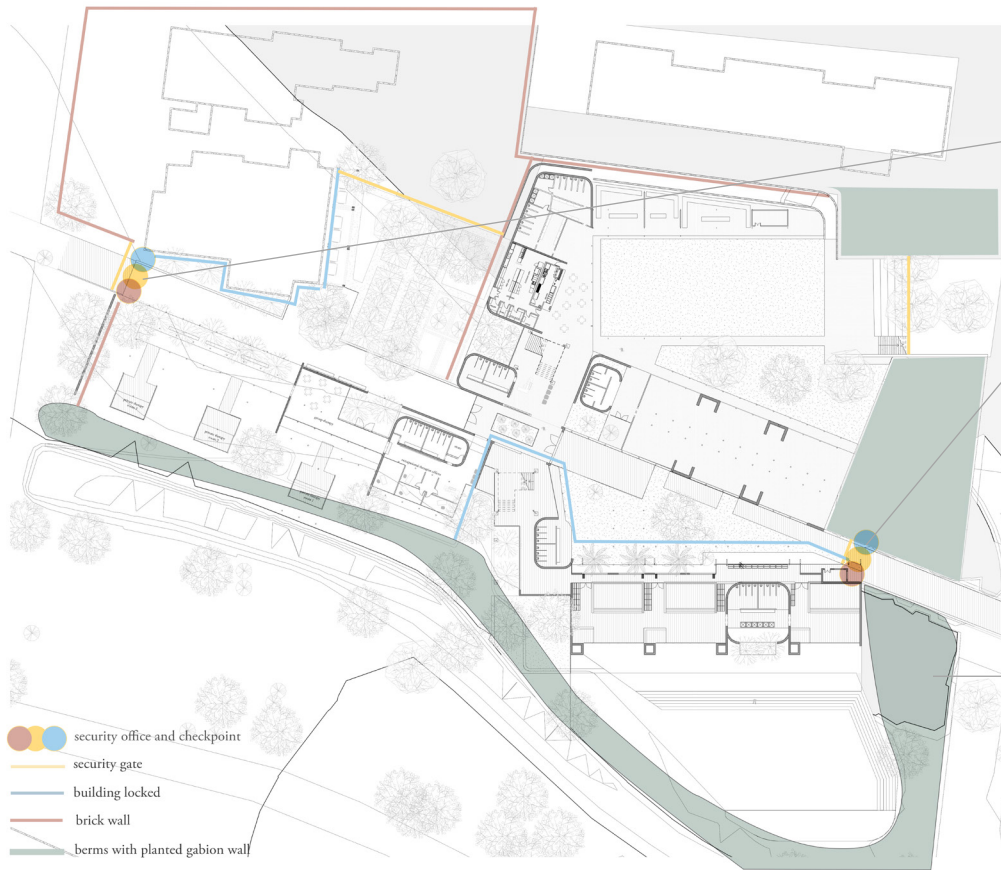 security office and checkpoint
security gate
building locked
brick wall
berms with planted gabion wall